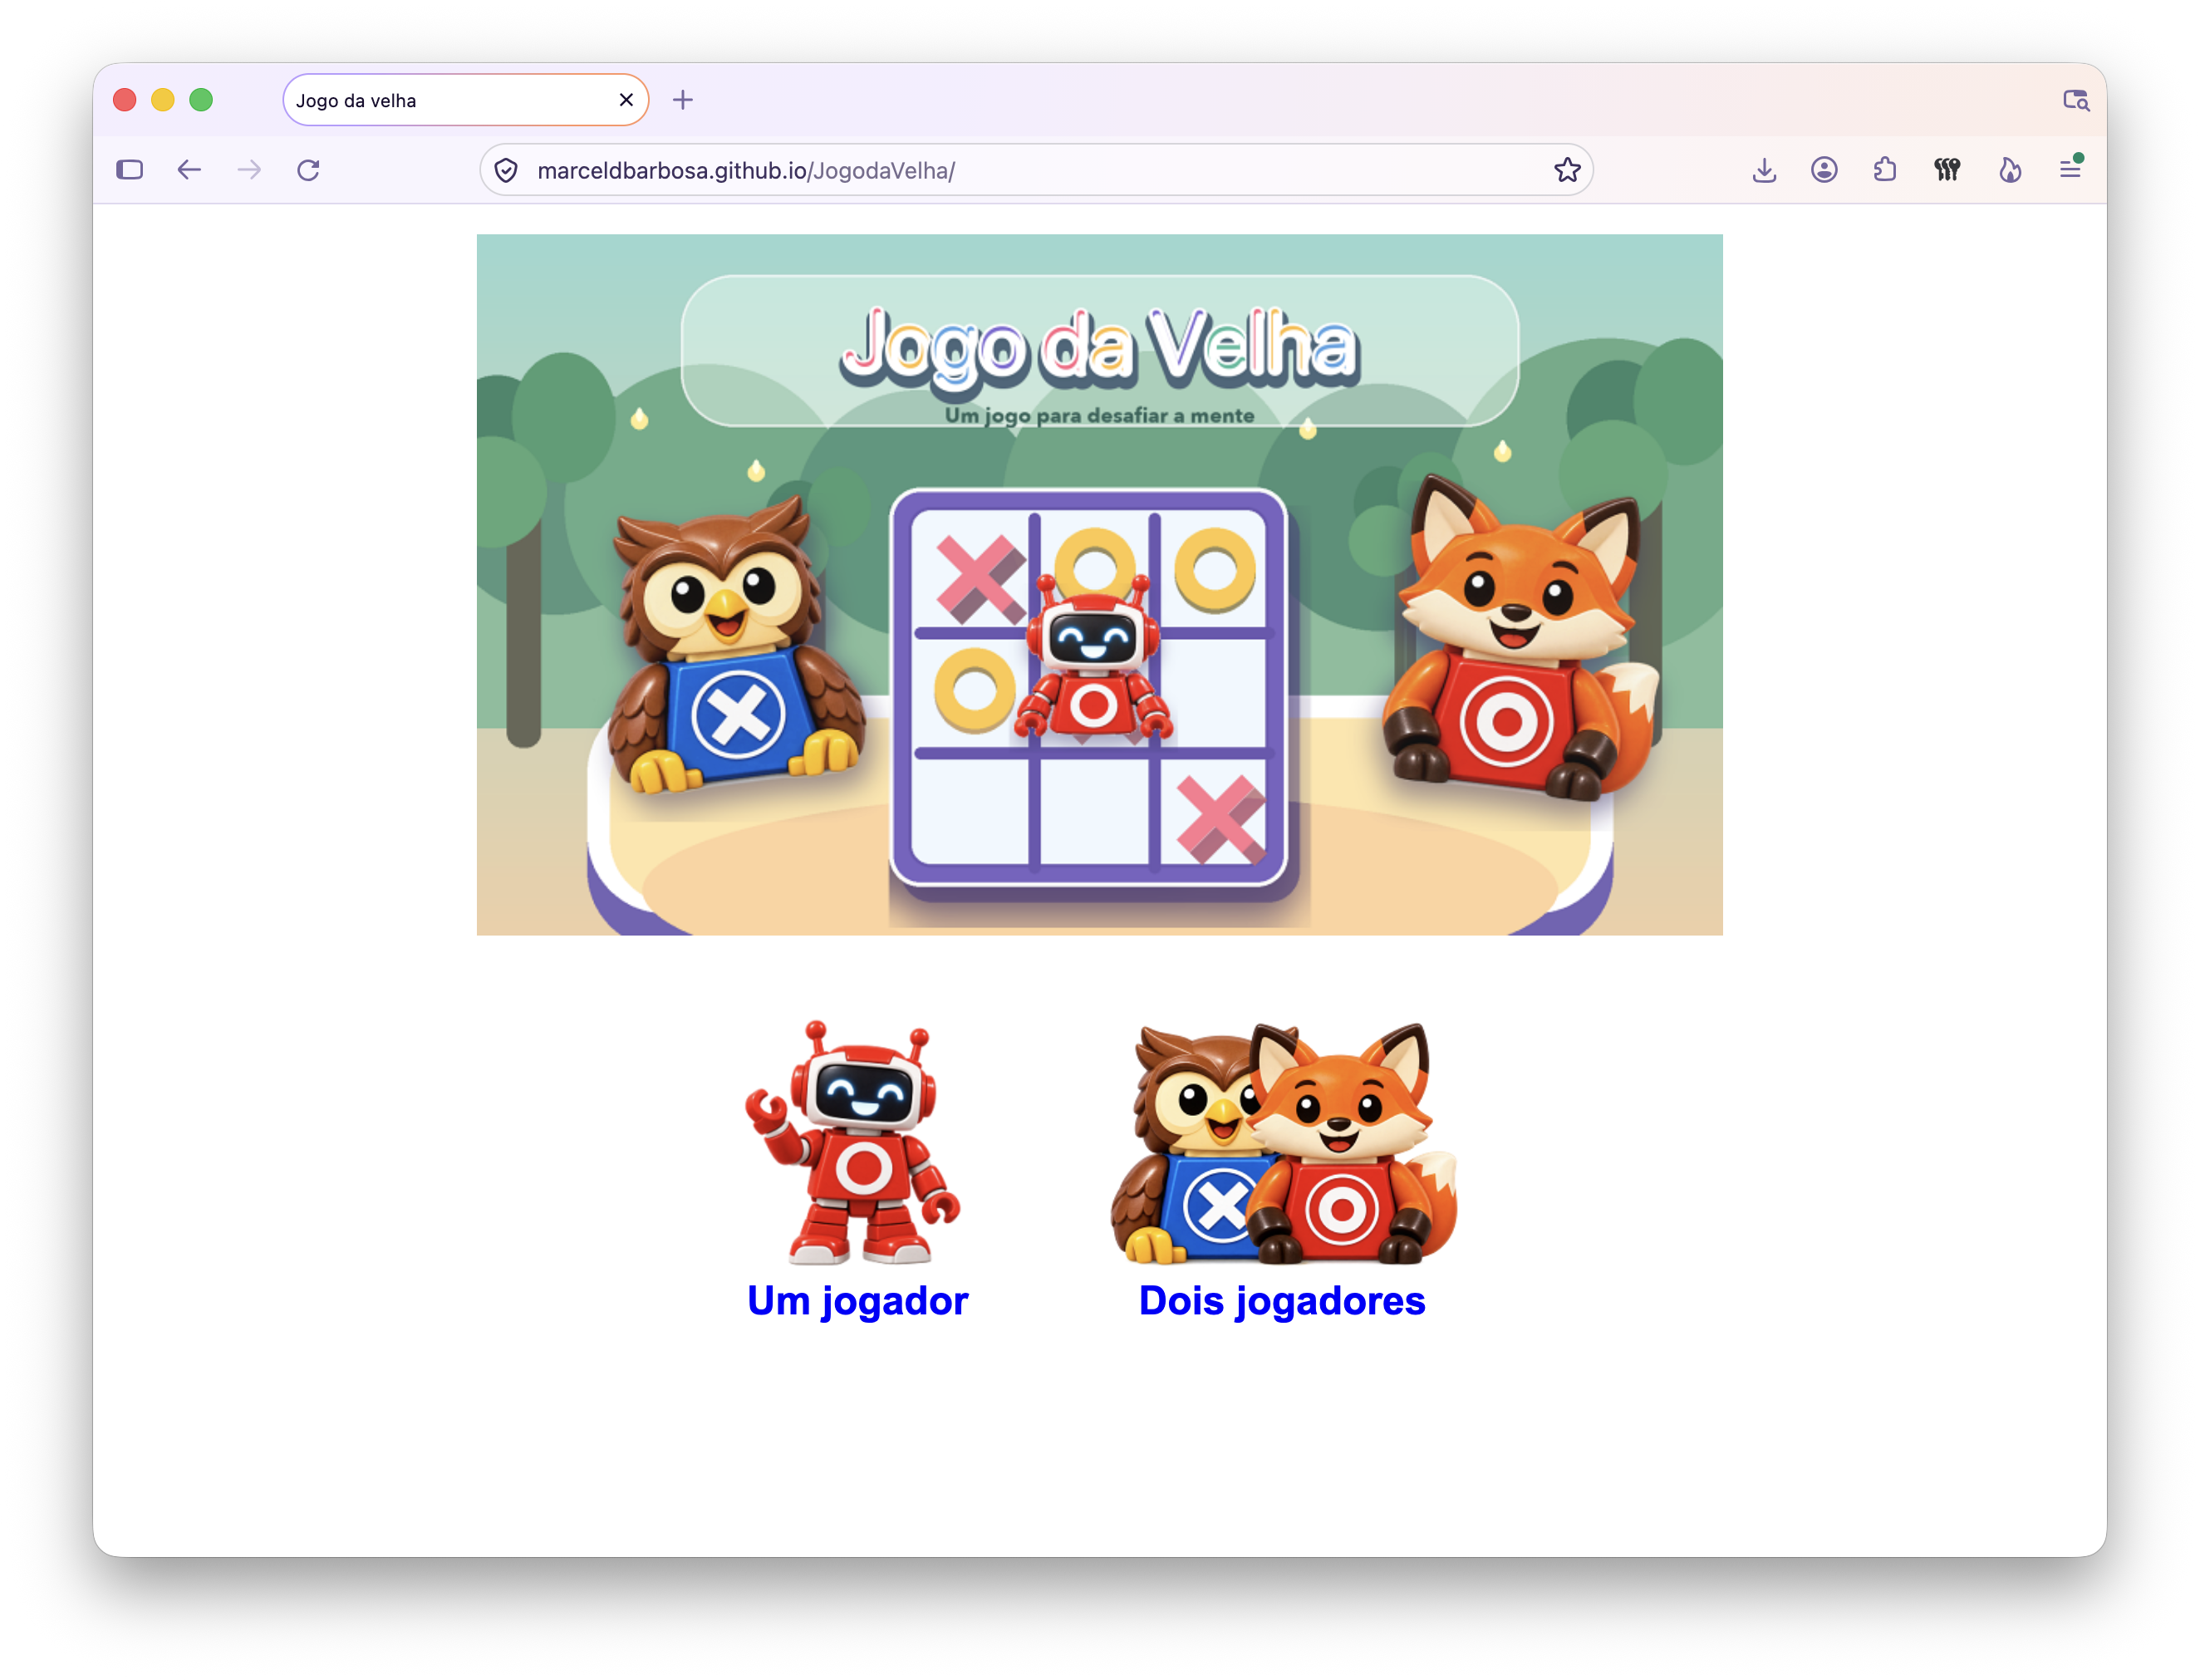 Jogo da velha
marceldbarbosa.github.io/JogodaVelha/
Jogo da Velha
Um jogo para desafiar a mente
Um jogador
Dois jogadores